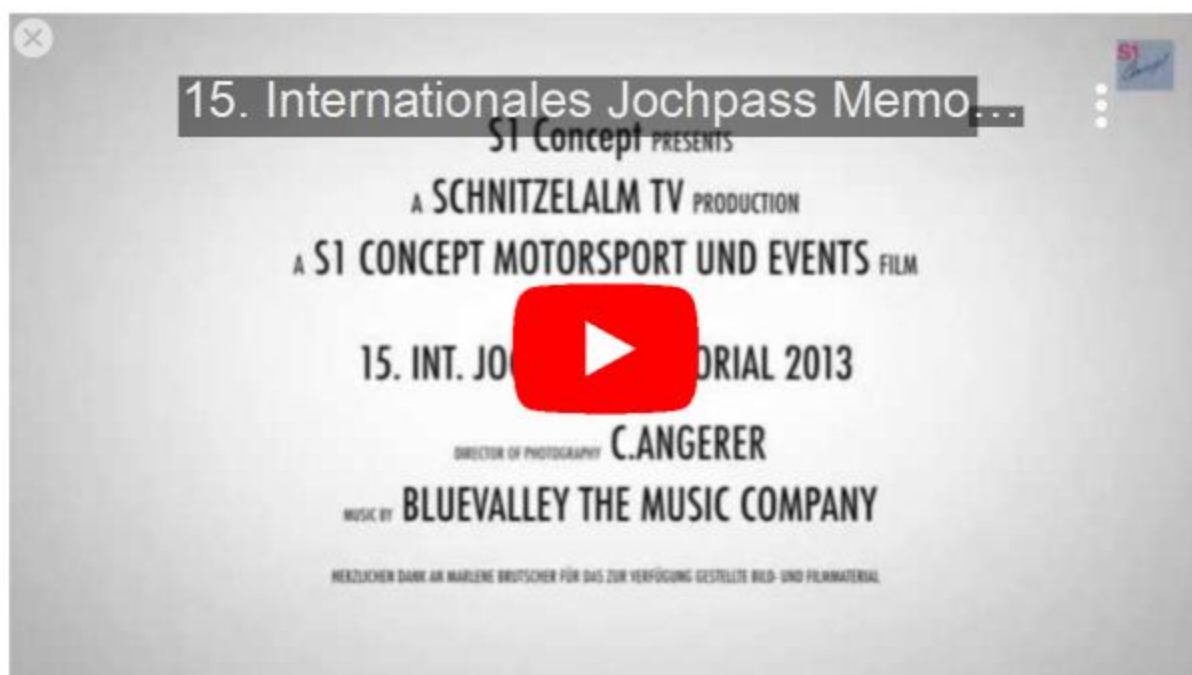 S1
Concept
15. Internationales Jochpass Memo...
S1 Concept PRESENTS
A SCHNITZELALM TV PRODUCTION
A S1 CONCEPT MOTORSPORT UND EVENTS FILM
15. INT. JO ORIAL 2013
DIRECTOR OF PHOTOGRAPHY C.ANGERER
MUSIC BY BLUEVALLEY THE MUSIC COMPANY
HERZLICHEN DANK AN MARLENE BRUTSCHER FÜR DAS ZUR VERFÜGUNG GESTELLTE BILD- UND FILMMATERIAL